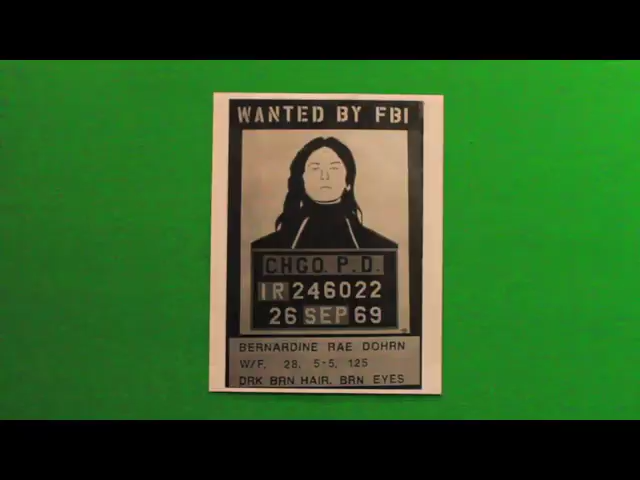 WANTED BY FBI
CHGO. P.D.
IR 246022
26 SEP 69
BERNARDINE RAE DOHRN
W/F, 28, 5-5, 125
DRK BRN HAIR, BRN EYES